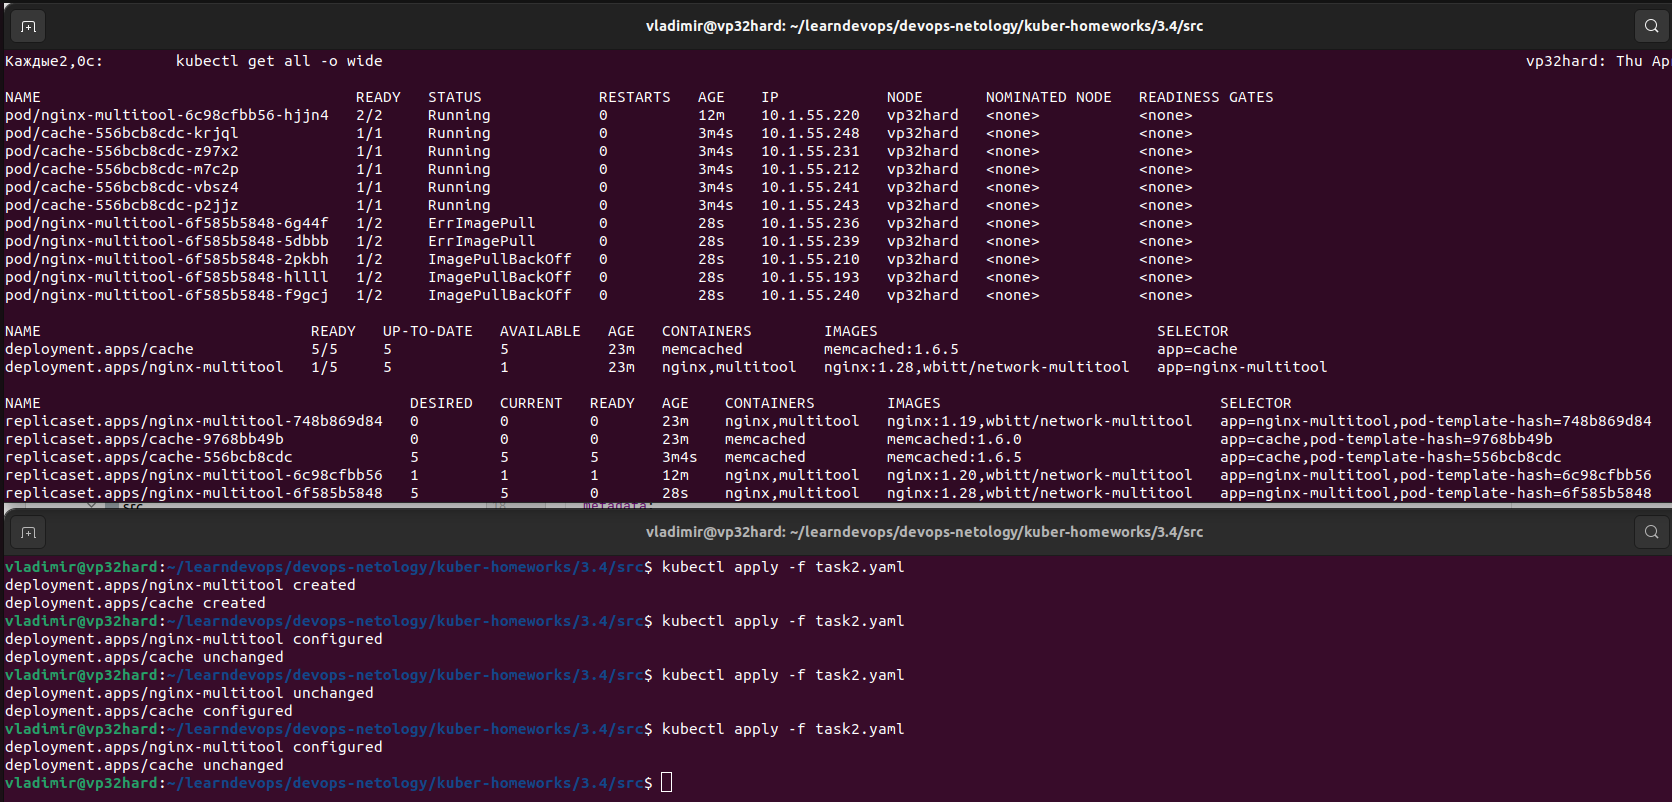 vladimir@vp32hard: ~/learndevops/devops-netology/kuber-homeworks/3.4/src
Каждые2,0с:        kubectl get all -o wide                    vp32hard: Thu Ap
NAME                                   READY   STATUS             RESTARTS   AGE    IP            NODE       NOMINATED NODE   READINESS GATES
pod/nginx-multitool-6c98cfbb56-hjjn4   2/2     Running            0          12m    10.1.55.220   vp32hard   <none>           <none>
pod/cache-556bcb8cdc-krjql             1/1     Running            0          3m4s   10.1.55.248   vp32hard   <none>           <none>
pod/cache-556bcb8cdc-z97x2             1/1     Running            0          3m4s   10.1.55.231   vp32hard   <none>           <none>
pod/cache-556bcb8cdc-m7c2p             1/1     Running            0          3m4s   10.1.55.212   vp32hard   <none>           <none>
pod/cache-556bcb8cdc-vbsz4             1/1     Running            0          3m4s   10.1.55.241   vp32hard   <none>           <none>
pod/cache-556bcb8cdc-p2jjz             1/1     Running            0          3m4s   10.1.55.243   vp32hard   <none>           <none>
pod/nginx-multitool-6f585b5848-6g44f   1/2     ErrImagePull       0          28s    10.1.55.236   vp32hard   <none>           <none>
pod/nginx-multitool-6f585b5848-5dbbb   1/2     ErrImagePull       0          28s    10.1.55.239   vp32hard   <none>           <none>
pod/nginx-multitool-6f585b5848-2pkbh   1/2     ImagePullBackOff   0          28s    10.1.55.210   vp32hard   <none>           <none>
pod/nginx-multitool-6f585b5848-hllll   1/2     ImagePullBackOff   0          28s    10.1.55.193   vp32hard   <none>           <none>
pod/nginx-multitool-6f585b5848-f9gcj   1/2     ImagePullBackOff   0          28s    10.1.55.240   vp32hard   <none>           <none>
NAME                              READY   UP-TO-DATE   AVAILABLE   AGE   CONTAINERS        IMAGES                               SELECTOR
deployment.apps/cache             5/5     5            5           23m   memcached         memcached:1.6.5                      app=cache
deployment.apps/nginx-multitool   1/5     5            1           23m   nginx,multitool   nginx:1.28,wbitt/network-multitool   app=nginx-multitool
NAME                                         DESIRED   CURRENT   READY   AGE    CONTAINERS        IMAGES                               SELECTOR
replicaset.apps/nginx-multitool-748b869d84   0         0         0       23m    nginx,multitool   nginx:1.19,wbitt/network-multitool   app=nginx-multitool,pod-template-hash=748b869d84
replicaset.apps/cache-9768bb49b              0         0         0       23m    memcached         memcached:1.6.0                      app=cache,pod-template-hash=9768bb49b
replicaset.apps/cache-556bcb8cdc             5         5         5       3m4s   memcached         memcached:1.6.5                      app=cache,pod-template-hash=556bcb8cdc
replicaset.apps/nginx-multitool-6c98cfbb56   1         1         1       12m    nginx,multitool   nginx:1.20,wbitt/network-multitool   app=nginx-multitool,pod-template-hash=6c98cfbb56
replicaset.apps/nginx-multitool-6f585b5848   5         5         0       28s    nginx,multitool   nginx:1.28,wbitt/network-multitool   app=nginx-multitool,pod-template-hash=6f585b5848
vladimir@vp32hard: ~/learndevops/devops-netology/kuber-homeworks/3.4/src
vladimir@vp32hard:~/learndevops/devops-netology/kuber-homeworks/3.4/src$ kubectl apply -f task2.yaml
deployment.apps/nginx-multitool created
deployment.apps/cache created
vladimir@vp32hard:~/learndevops/devops-netology/kuber-homeworks/3.4/src$ kubectl apply -f task2.yaml
deployment.apps/nginx-multitool configured
deployment.apps/cache unchanged
vladimir@vp32hard:~/learndevops/devops-netology/kuber-homeworks/3.4/src$ kubectl apply -f task2.yaml
deployment.apps/nginx-multitool unchanged
deployment.apps/cache configured
vladimir@vp32hard:~/learndevops/devops-netology/kuber-homeworks/3.4/src$ kubectl apply -f task2.yaml
deployment.apps/nginx-multitool configured
deployment.apps/cache unchanged
vladimir@vp32hard:~/learndevops/devops-netology/kuber-homeworks/3.4/src$